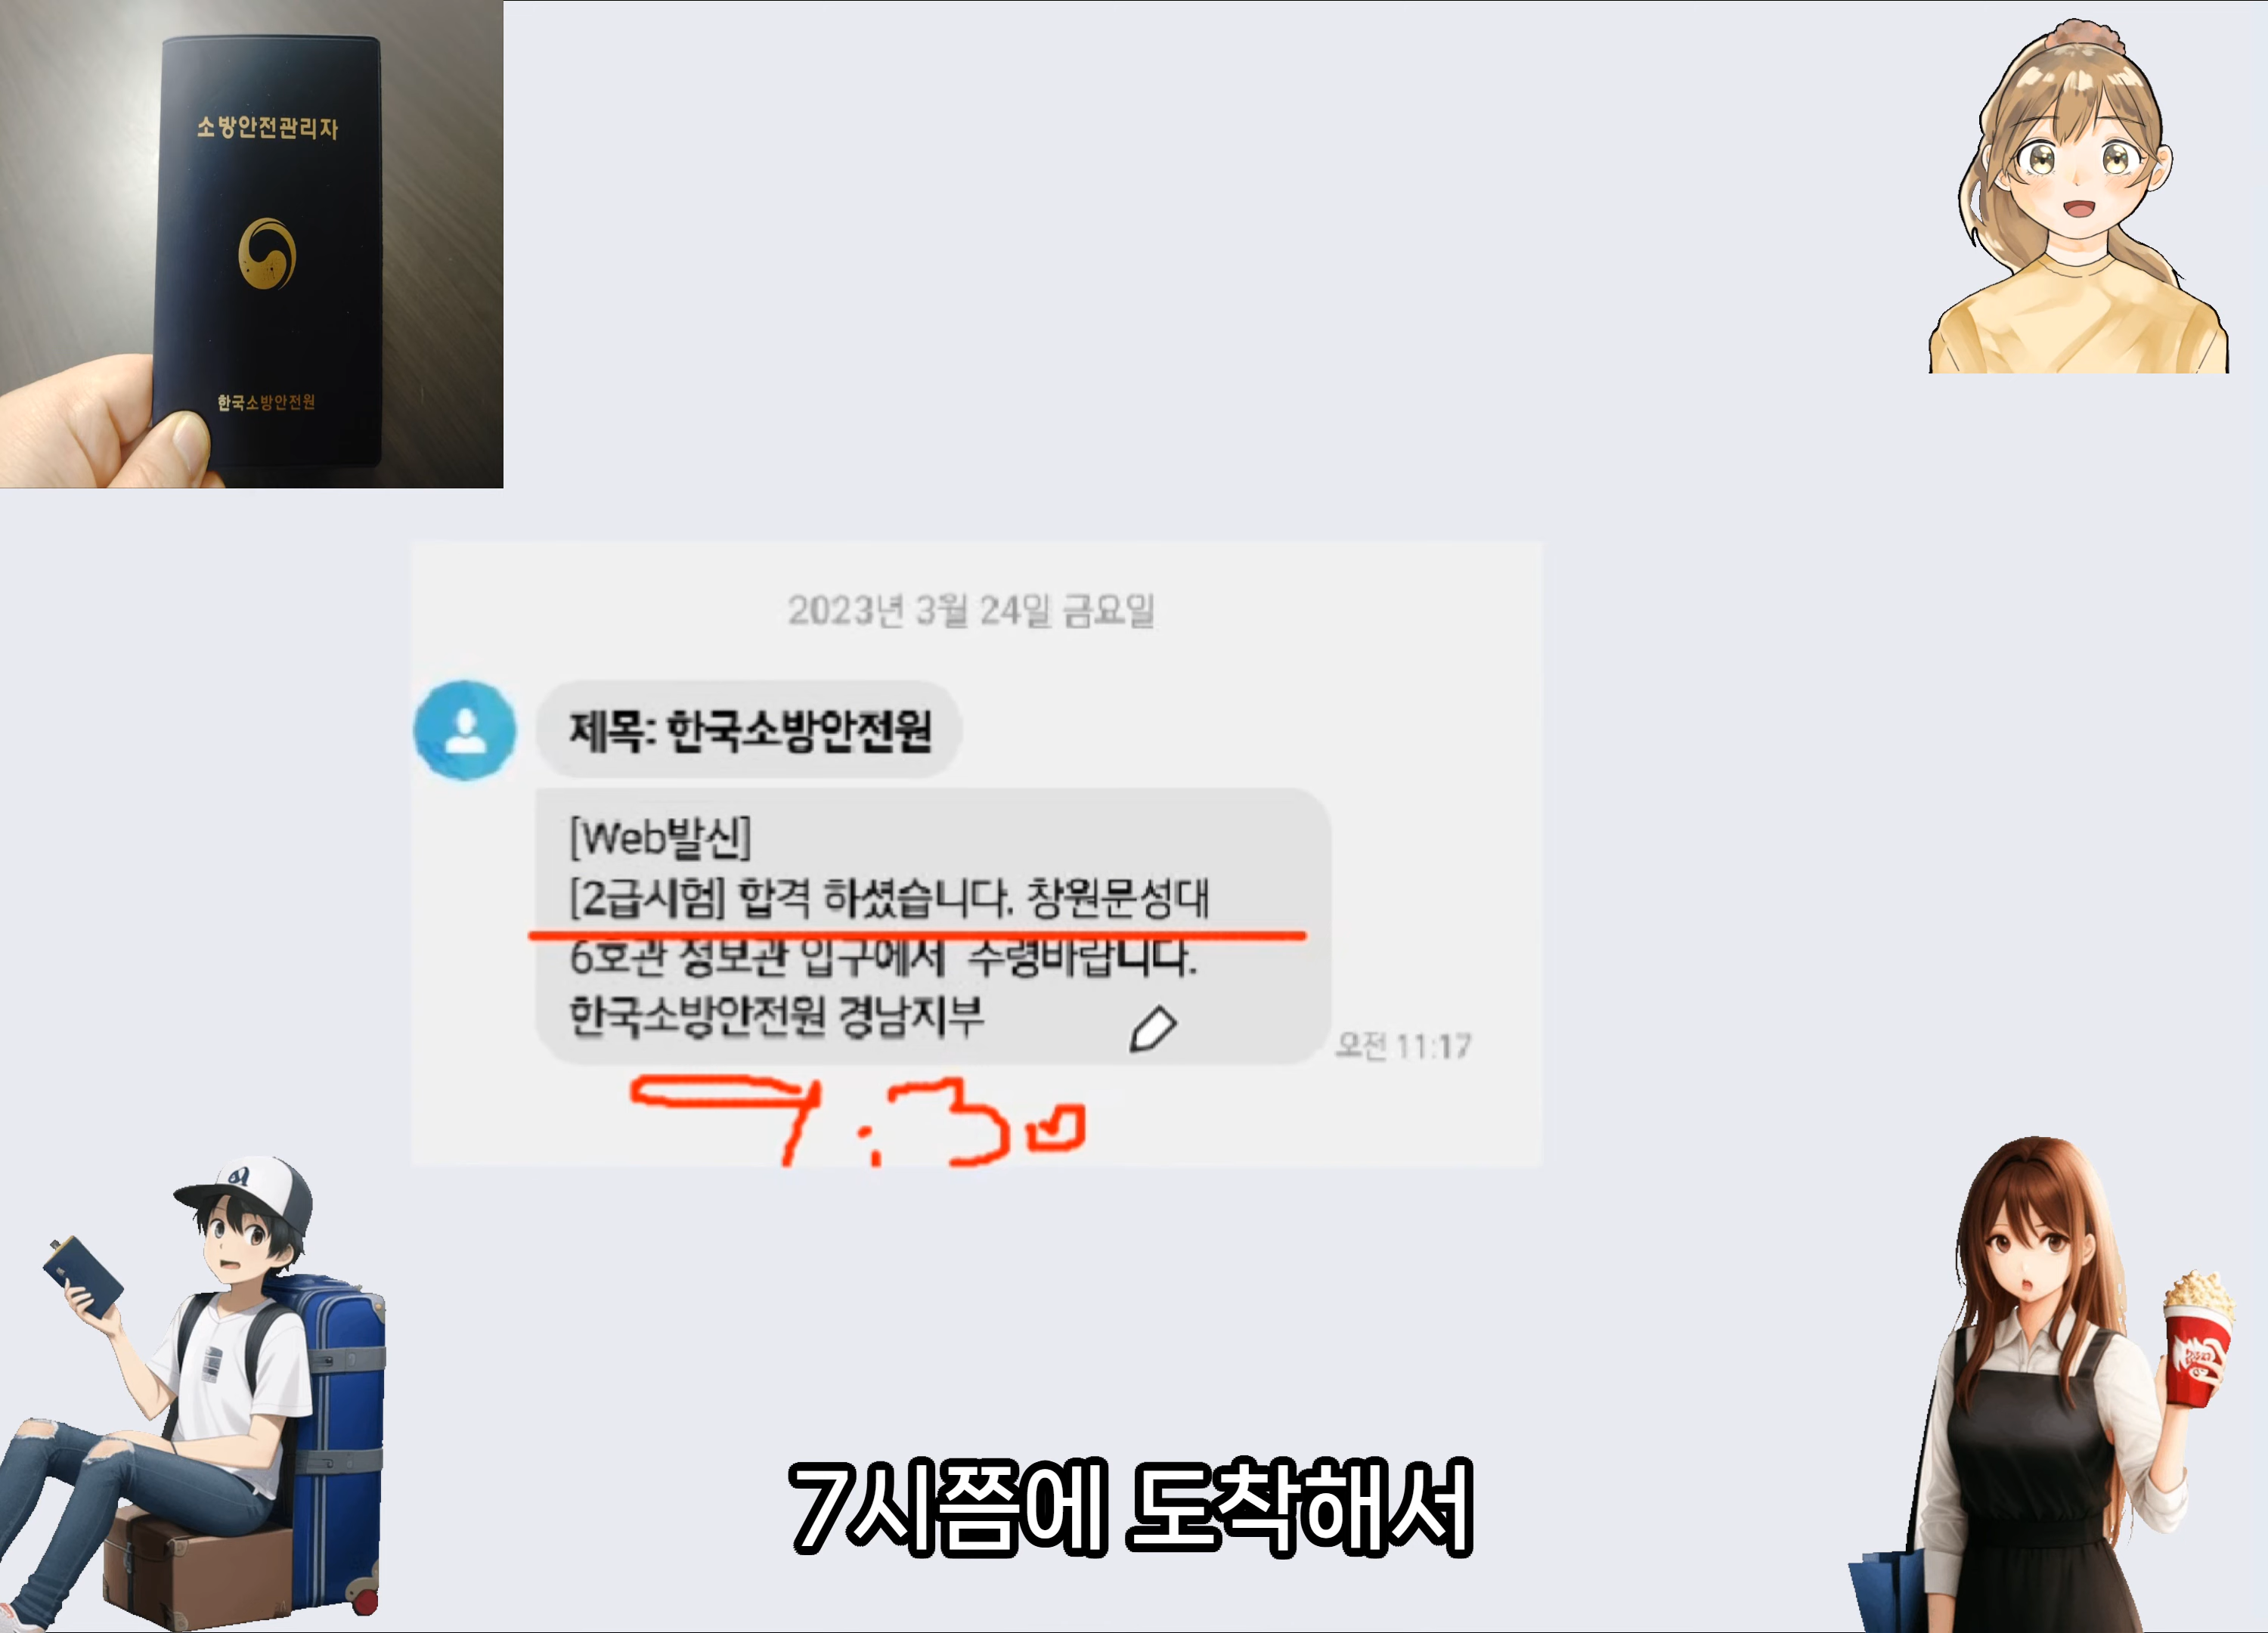 소방안전관리자
한국소방안전원
2023년 3월 24일 금요일
제목: 한국소방안전원
[Web발신]
[2급시험] 합격 하셨습니다. 창원문성대
6호관 정보관 입구에서 수령바랍니다.
한국소방안전원 경남지부
오전 11:17
7:30
7시쯤에 도착해서